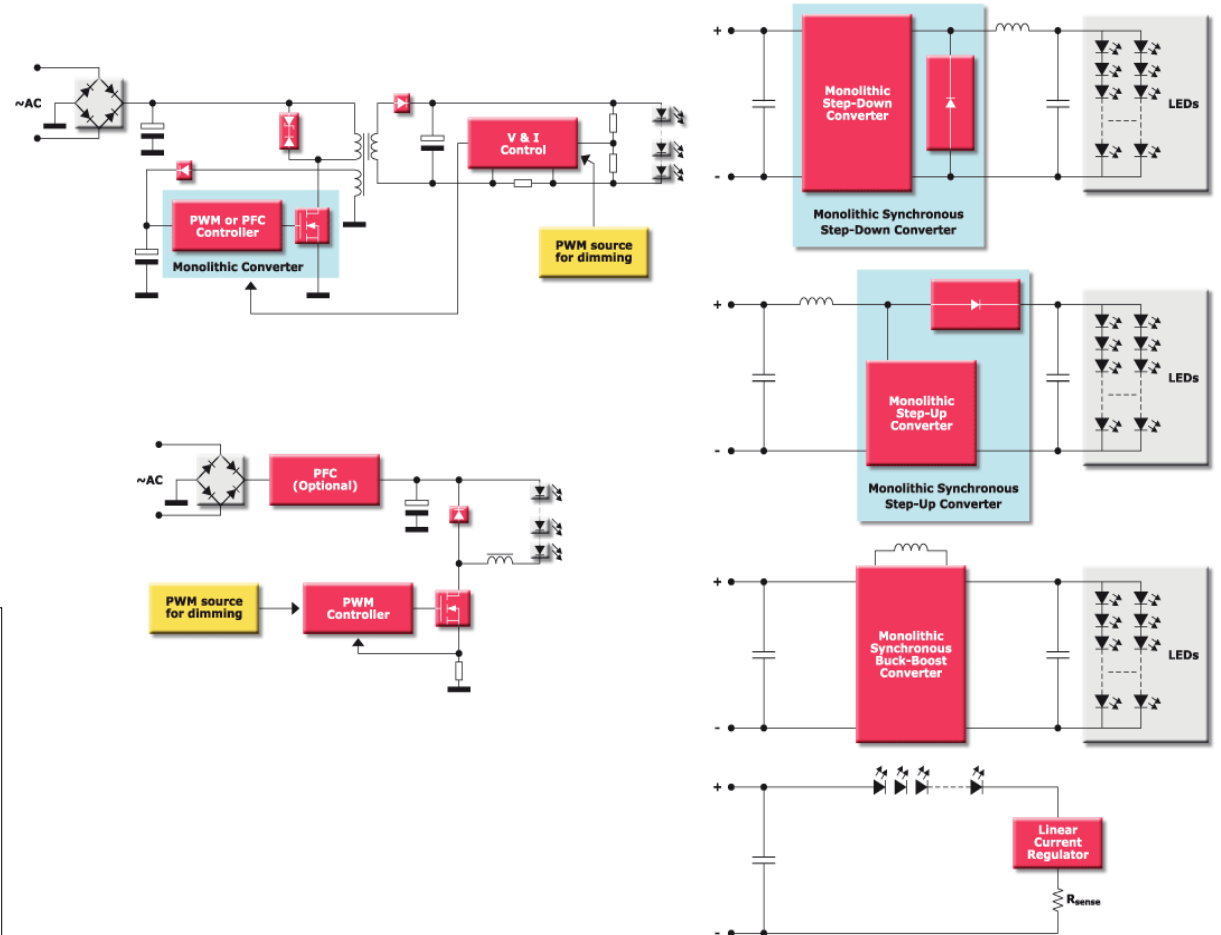 ~AC
V & I
Control
PWM or PFC
Controller
Monolithic Converter
PWM source
for dimming
~AC
PFC
(Optional)
PWM source
for dimming
PWM
Controller
+
-
Monolithic
Step-Down
Converter
Monolithic Synchronous
Step-Down Converter
LEDs
+
-
Monolithic
Step-Up
Converter
Monolithic Synchronous
Step-Up Converter
LEDs
+
-
Monolithic
Synchronous
Buck-Boost
Converter
LEDs
+
-
Linear
Current
Regulator
Rsense